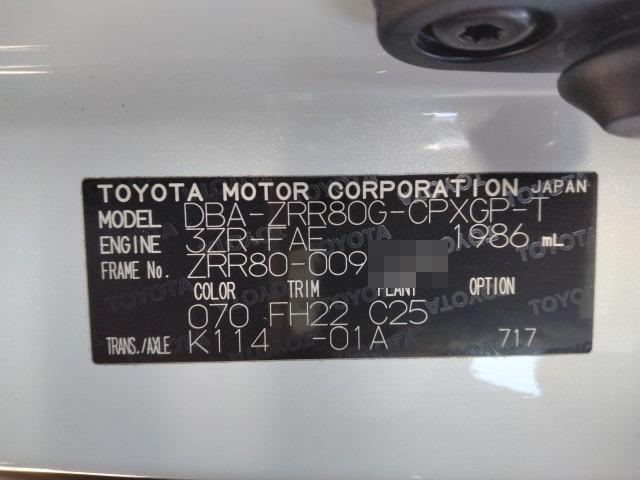 TOYOTA MOTOR CORPORATION JAPAN
MODEL DBA-ZRR80G-CPXGP-T
ENGINE 3ZR-FAE 1986 mL
FRAME No. ZRR80-009
COLOR TRIM PLANT OPTION
070 FH22 C25
TRANS./AXLE K114 -01A 717